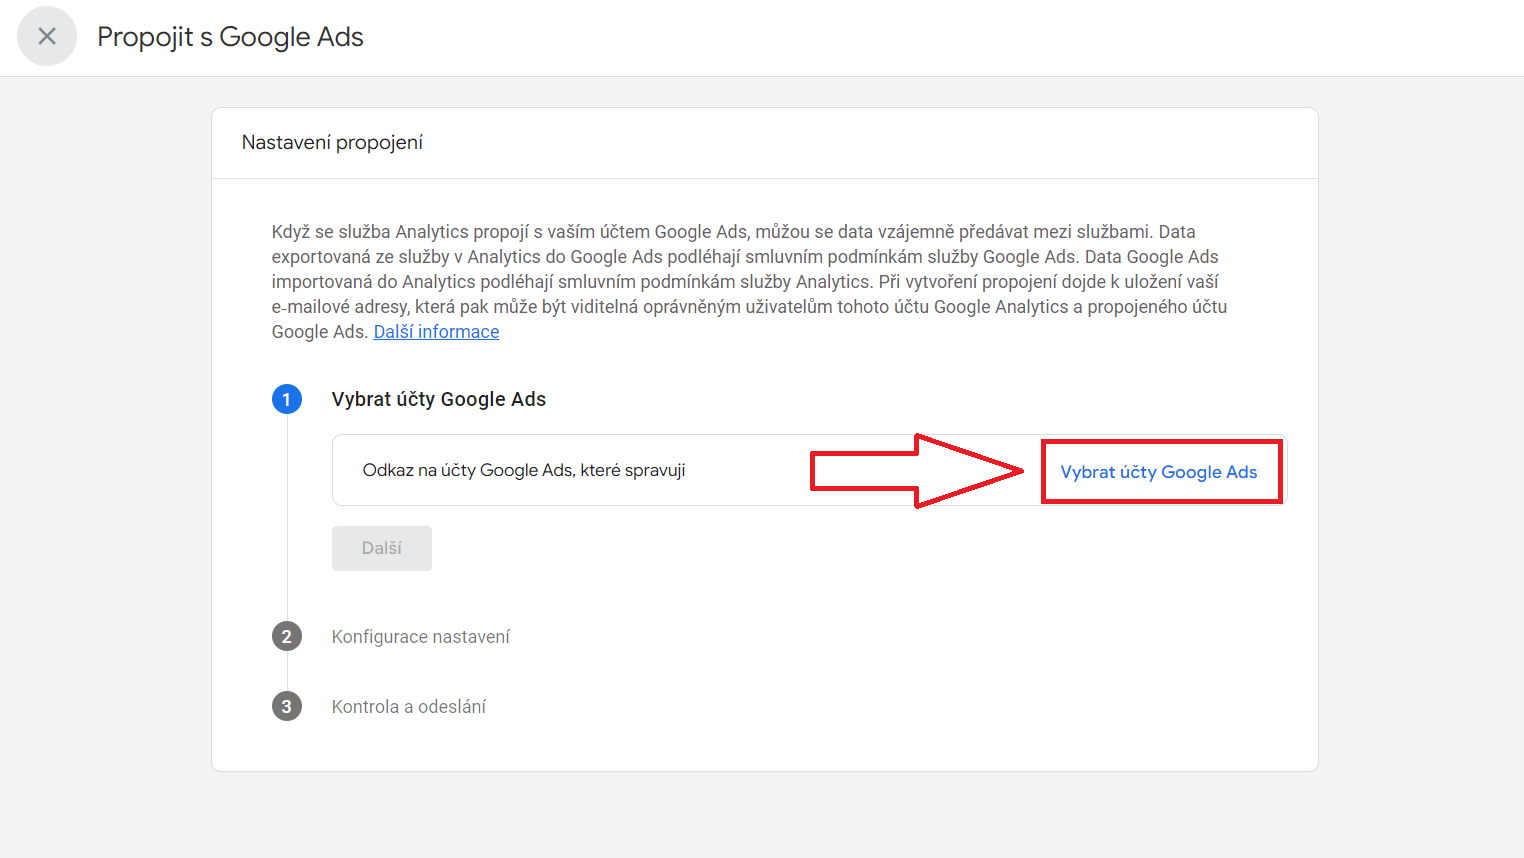 Propojit s Google Ads
Nastavení propojení
Když se služba Analytics propojí s vaším účtem Google Ads, můžou se data vzájemně předávat mezi službami. Data
exportovaná ze služby v Analytics do Google Ads podléhají smluvním podmínkám služby Google Ads. Data Google Ads
importovaná do Analytics podléhají smluvním podmínkám služby Analytics. Při vytvoření propojení dojde k uložení vaší
e-mailové adresy, která pak může být viditelná oprávněným uživatelům tohoto účtu Google Analytics a propojeného účtu
Google Ads. Další informace
1 Vybrat účty Google Ads
Odkaz na účty Google Ads, které spravuji
Vybrat účty Google Ads
Další
2 Konfigurace nastavení
3 Kontrola a odeslání